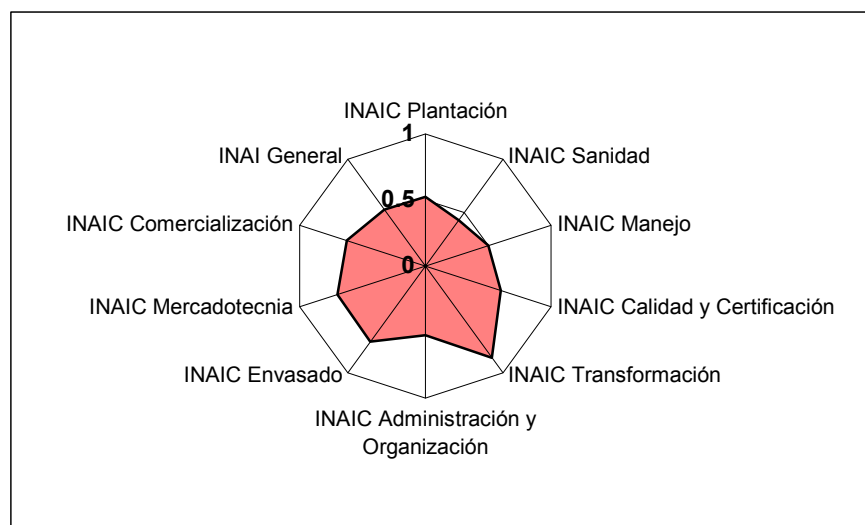 INAIC Plantación
1
INAI General
INAIC Sanidad
0.5
INAIC Comercialización
INAIC Manejo
0
INAIC Mercadotecnia
INAIC Calidad y Certificación
INAIC Envasado
INAIC Transformación
INAIC Administración y
Organización